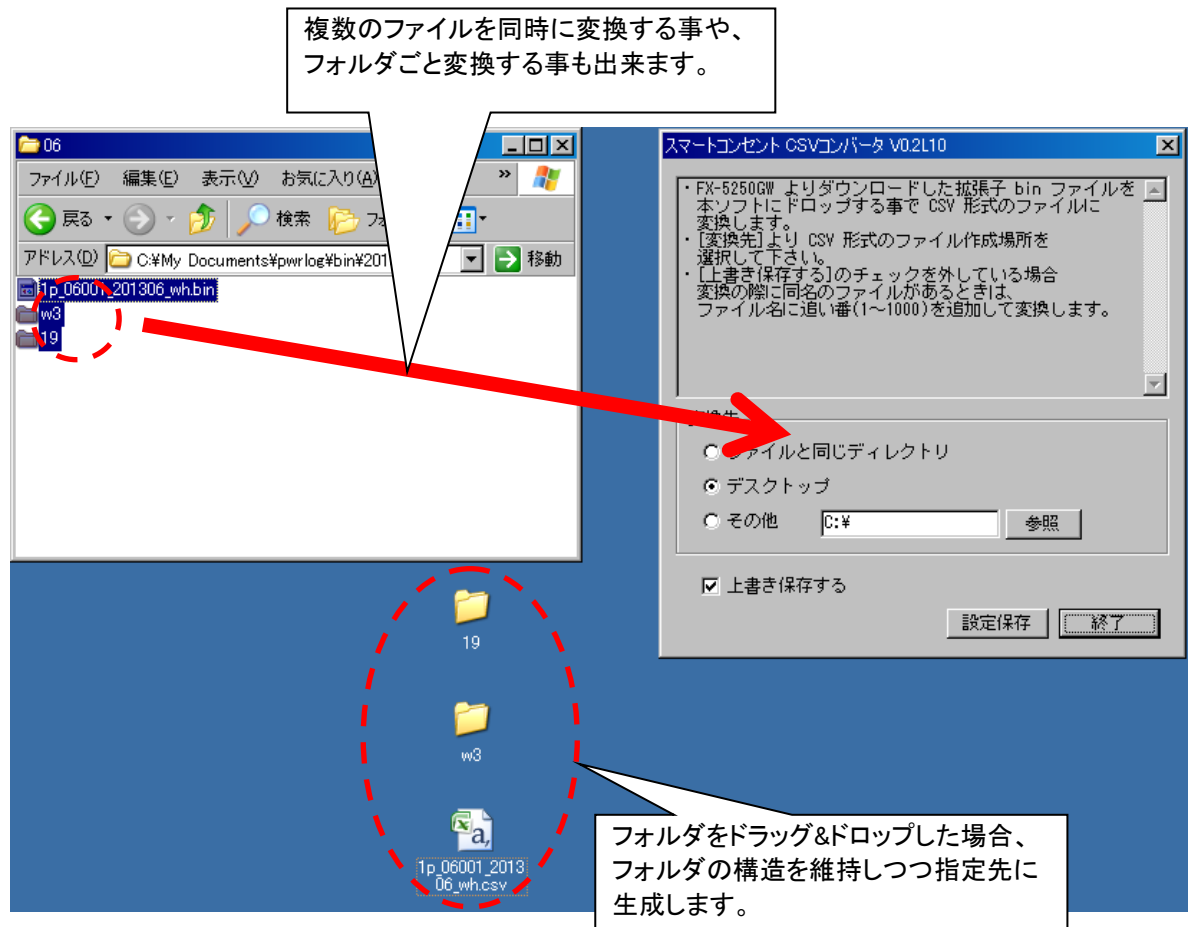 複数のファイルを同時に変換する事や、
フォルダごと変換する事も出来ます。
06
ファイル(F) 編集(E) 表示(V) お気に入り(A) »
戻る 検索 フォ
アドレス(D) C:¥My Documents¥pwrlog¥bin¥201 移動
1p_06001_201306_wh.bin
w3
19
スマートコンセント CSVコンバータ V0.2L10
・FX-5250GW よりダウンロードした拡張子 bin ファイルを
本ソフトにドロップする事で CSV 形式のファイルに
変換します。
・[変換先]より CSV 形式のファイル作成場所を
選択して下さい。
・[上書き保存する]のチェックを外している場合
変換の際に同名のファイルがあるときは、
ファイル名に追い番(1～1000)を追加して変換します。
変換先
ファイルと同じディレクトリ
デスクトップ
その他 C:¥ 参照
上書き保存する
設定保存 終了
19
w3
1p_06001_2013
06_wh.csv
フォルダをドラッグ&ドロップした場合、
フォルダの構造を維持しつつ指定先に
生成します。